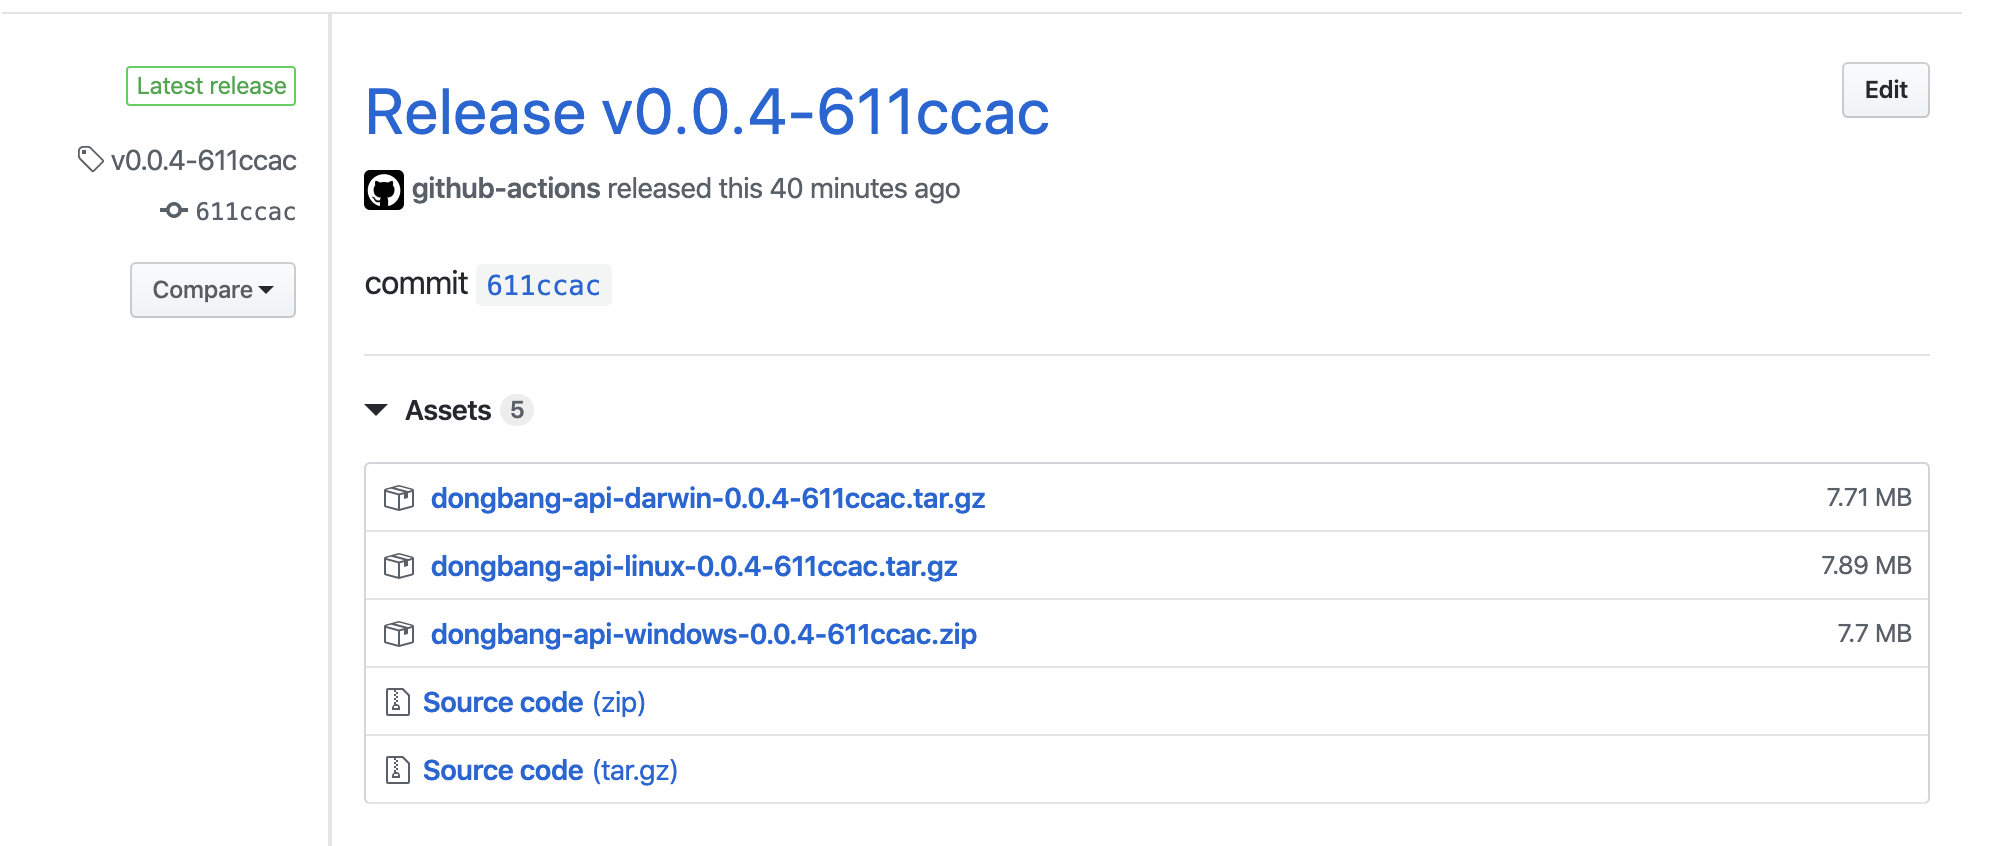 Latest release
v0.0.4-611ccac
611ccac
Compare
Release v0.0.4-611ccac
Edit
github-actions released this 40 minutes ago
commit 611ccac
Assets 5
dongbang-api-darwin-0.0.4-611ccac.tar.gz 7.71 MB
dongbang-api-linux-0.0.4-611ccac.tar.gz 7.89 MB
dongbang-api-windows-0.0.4-611ccac.zip 7.7 MB
Source code (zip)
Source code (tar.gz)